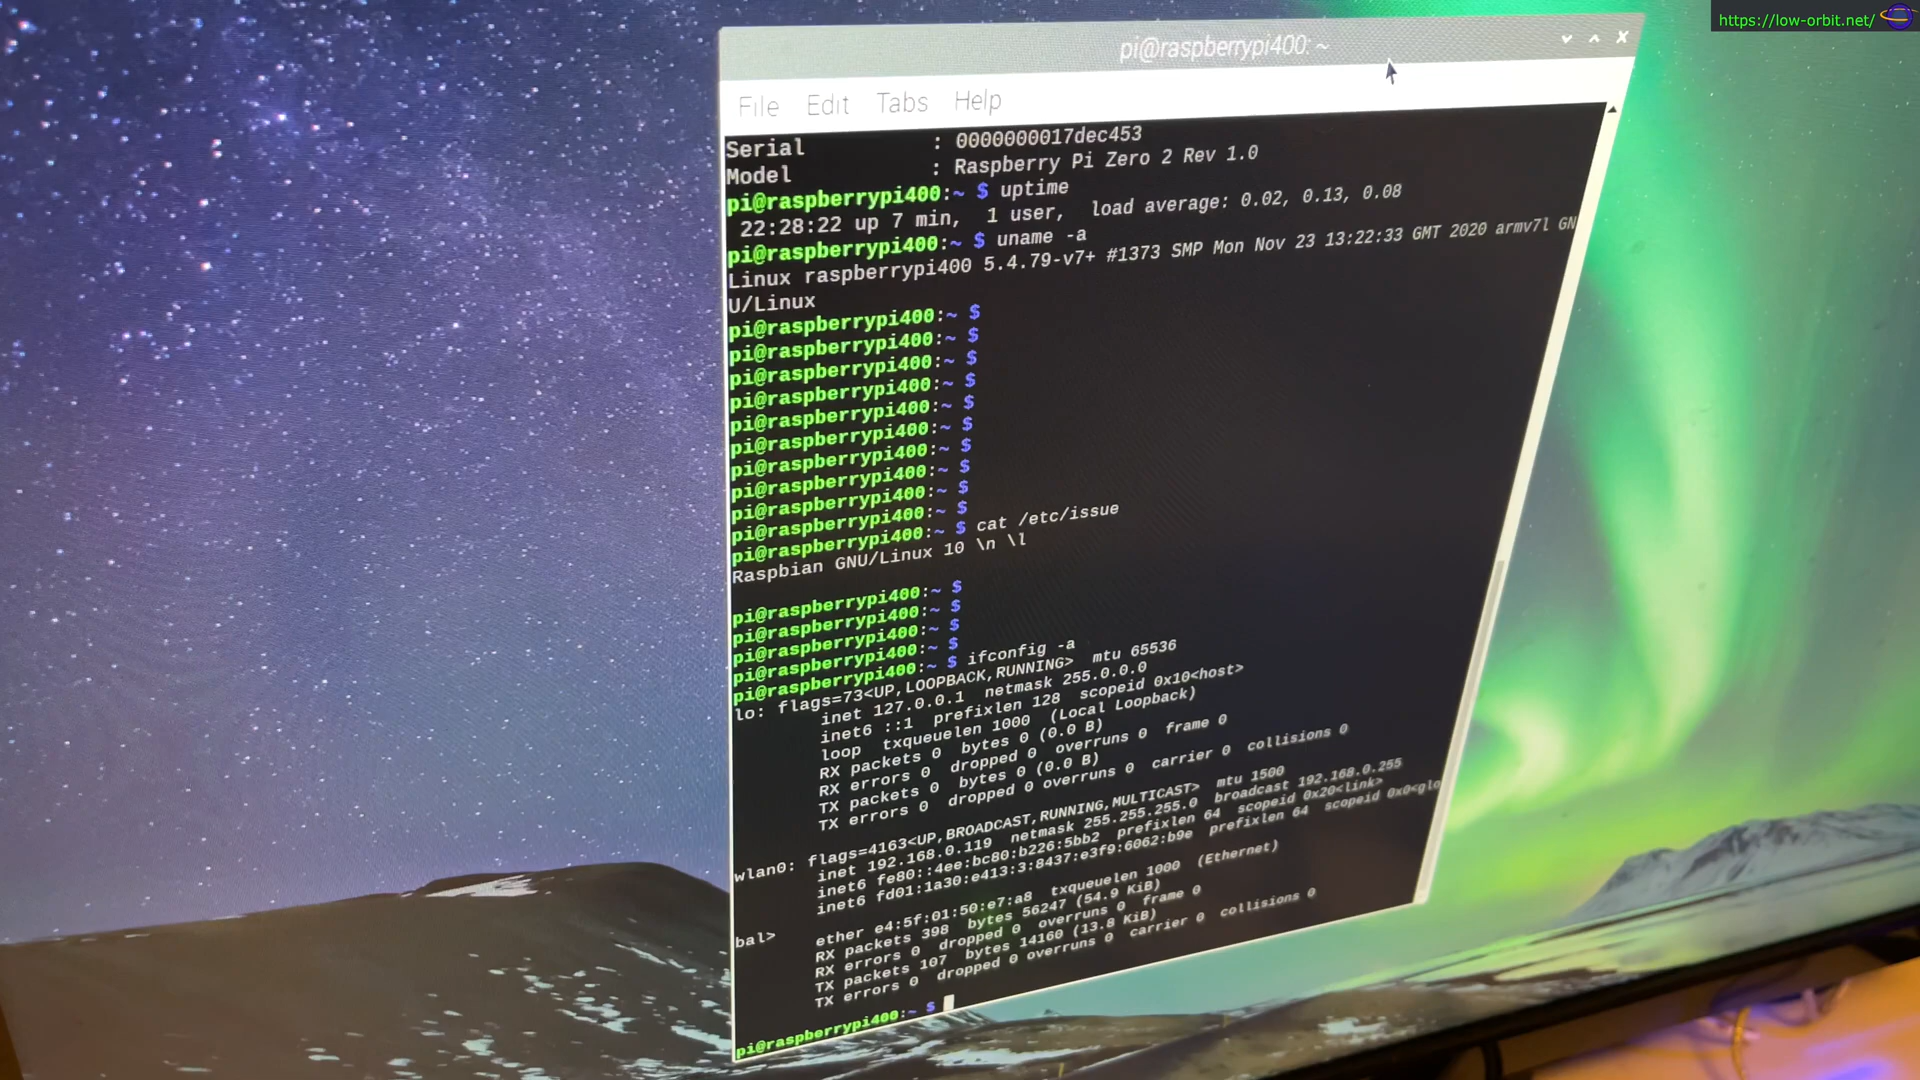 https://low-orbit.net/
pi@raspberrypi400: ~
File Edit Tabs Help
Serial : 0000000017dec453
Model : Raspberry Pi Zero 2 Rev 1.0
pi@raspberrypi400:~ $ uptime
22:28:22 up 7 min, 1 user, load average: 0.02, 0.13, 0.08
pi@raspberrypi400:~ $ uname -a
Linux raspberrypi400 5.4.79-v7+ #1373 SMP Mon Nov 23 13:22:33 GMT 2020 armv7l GN
U/Linux
pi@raspberrypi400:~ $
pi@raspberrypi400:~ $
pi@raspberrypi400:~ $
pi@raspberrypi400:~ $
pi@raspberrypi400:~ $
pi@raspberrypi400:~ $
pi@raspberrypi400:~ $
pi@raspberrypi400:~ $
pi@raspberrypi400:~ $
pi@raspberrypi400:~ $
pi@raspberrypi400:~ $ cat /etc/issue
Raspbian GNU/Linux 10 \n \l
pi@raspberrypi400:~ $
pi@raspberrypi400:~ $
pi@raspberrypi400:~ $
pi@raspberrypi400:~ $
pi@raspberrypi400:~ $ ifconfig -a
lo: flags=73<UP,LOOPBACK,RUNNING> mtu 65536
inet 127.0.0.1 netmask 255.0.0.0
inet6 ::1 prefixlen 128 scopeid 0x10<host>
loop txqueuelen 1000 (Local Loopback)
RX packets 0 bytes 0 (0.0 B)
RX errors 0 dropped 0 overruns 0 frame 0
TX packets 0 bytes 0 (0.0 B)
TX errors 0 dropped 0 overruns 0 carrier 0 collisions 0
wlan0: flags=4163<UP,BROADCAST,RUNNING,MULTICAST> mtu 1500
inet 192.168.0.119 netmask 255.255.255.0 broadcast 192.168.0.255
inet6 fe80::4ee:bc80:b226:5bb2 prefixlen 64 scopeid 0x20<link>
inet6 fd01:1a30:e413:3:8437:e3f9:6062:b9e prefixlen 64 scopeid 0x0<glo
bal>
ether e4:5f:01:50:e7:a8 txqueuelen 1000 (Ethernet)
RX packets 398 bytes 56247 (54.9 KiB)
RX errors 0 dropped 0 overruns 0 frame 0
TX packets 107 bytes 14160 (13.8 KiB)
TX errors 0 dropped 0 overruns 0 carrier 0 collisions 0
pi@raspberrypi400:~ $